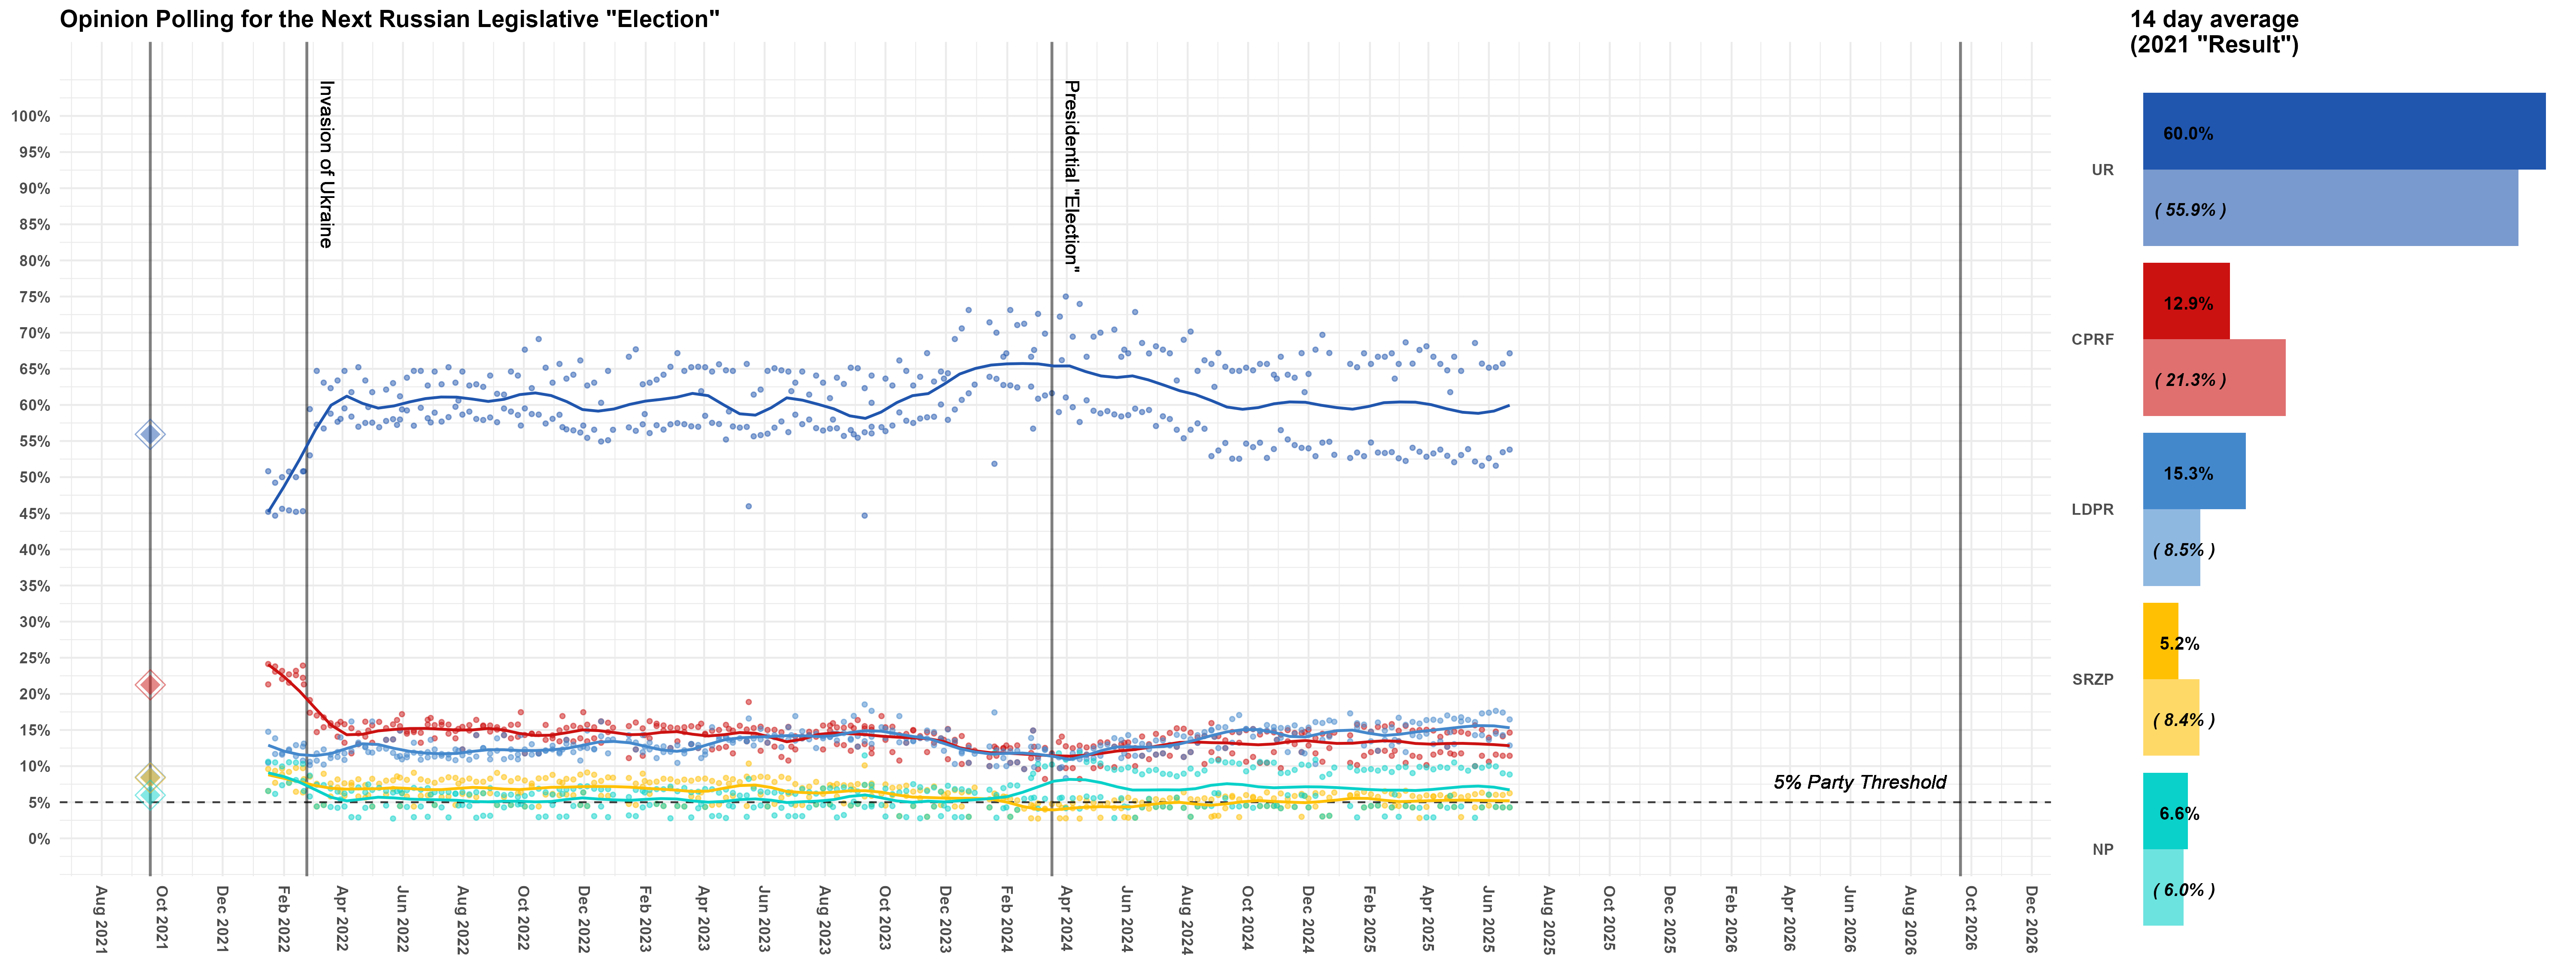 Opinion Polling for the Next Russian Legislative "Election"
14 day average
(2021 "Result")
Invasion of Ukraine
Presidential "Election"
100%
95%
90%
85%
80%
75%
70%
65%
60%
55%
50%
45%
40%
35%
30%
25%
20%
15%
10%
5%
0%
5% Party Threshold
Aug 2021
Oct 2021
Dec 2021
Feb 2022
Apr 2022
Jun 2022
Aug 2022
Oct 2022
Dec 2022
Feb 2023
Apr 2023
Jun 2023
Aug 2023
Oct 2023
Dec 2023
Feb 2024
Apr 2024
Jun 2024
Aug 2024
Oct 2024
Dec 2024
Feb 2025
Apr 2025
Jun 2025
Aug 2025
Oct 2025
Dec 2025
Feb 2026
Apr 2026
Jun 2026
Aug 2026
Oct 2026
Dec 2026
UR
60.0%
( 55.9% )
CPRF
12.9%
( 21.3% )
LDPR
15.3%
( 8.5% )
SRZP
5.2%
( 8.4% )
NP
6.6%
( 6.0% )